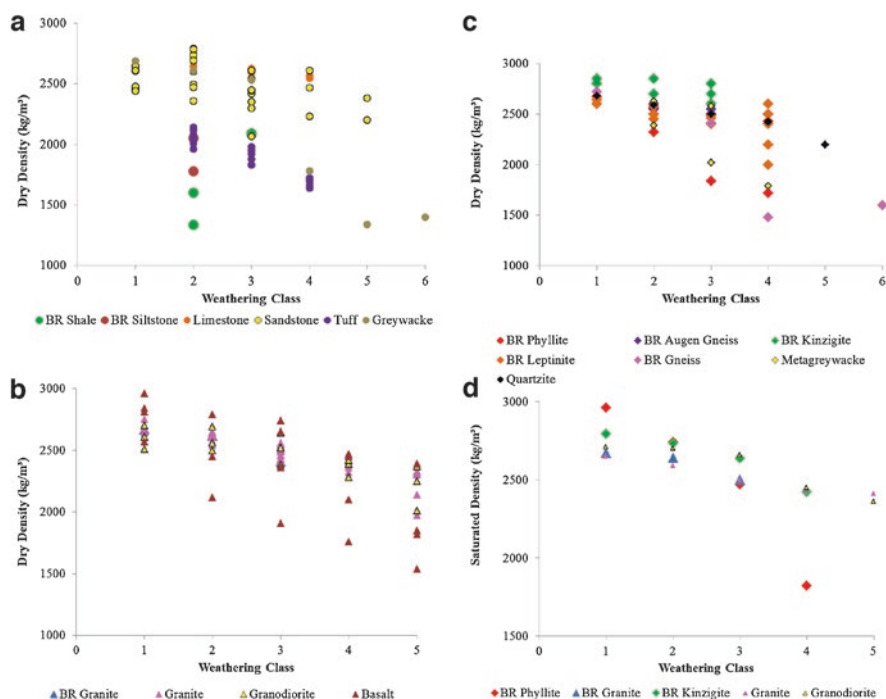 a
3000
2500
2000
1500
1000
Dry Density (kg/m³)
0 1 2 3 4 5 6
Weathering Class
BR Shale BR Siltstone Limestone Sandstone Tuff Greywacke
b
3000
2500
2000
1500
1000
Dry Density (kg/m³)
0 1 2 3 4 5
Weathering Class
BR Granite Granite Granodiorite Basalt
c
3000
2500
2000
1500
1000
Dry Density (kg/m³)
0 1 2 3 4 5 6
Weathering Class
BR Phyllite BR Augen Gneiss BR Kinzigite
BR Leptinite BR Gneiss Metagreywacke
Quartzite
d
3000
2500
2000
1500
Saturated Density (kg/m³)
0 1 2 3 4 5
Weathering Class
BR Phyllite BR Granite BR Kinzigite Granite Granodiorite